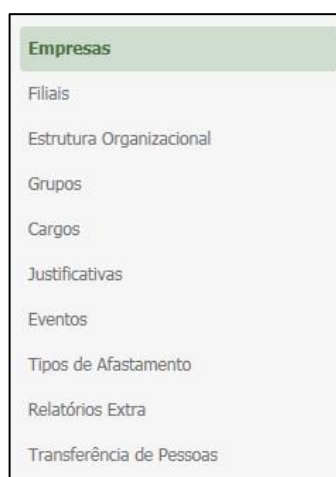 Empresas
Filiais
Estrutura Organizacional
Grupos
Cargos
Justificativas
Eventos
Tipos de Afastamento
Relatórios Extra
Transferência de Pessoas